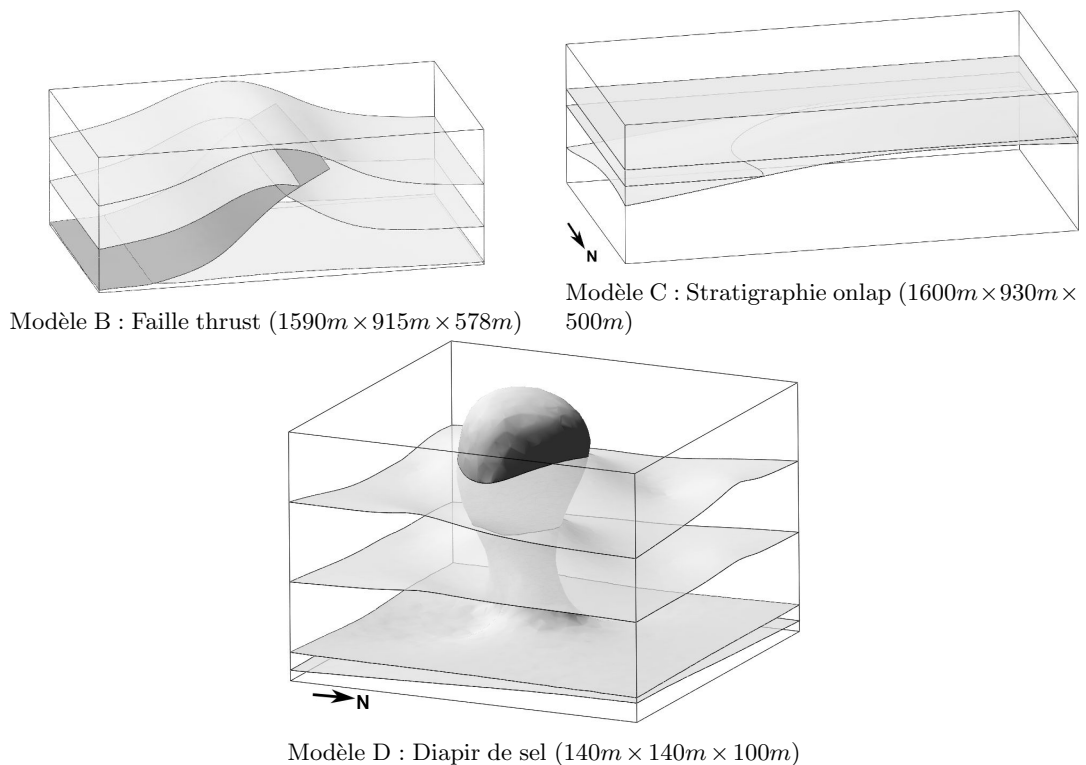 N
Modèle B : Faille thrust (1590m × 915m × 578m)
Modèle C : Stratigraphie onlap (1600m × 930m ×
500m)
N
Modèle D : Diapir de sel (140m × 140m × 100m)